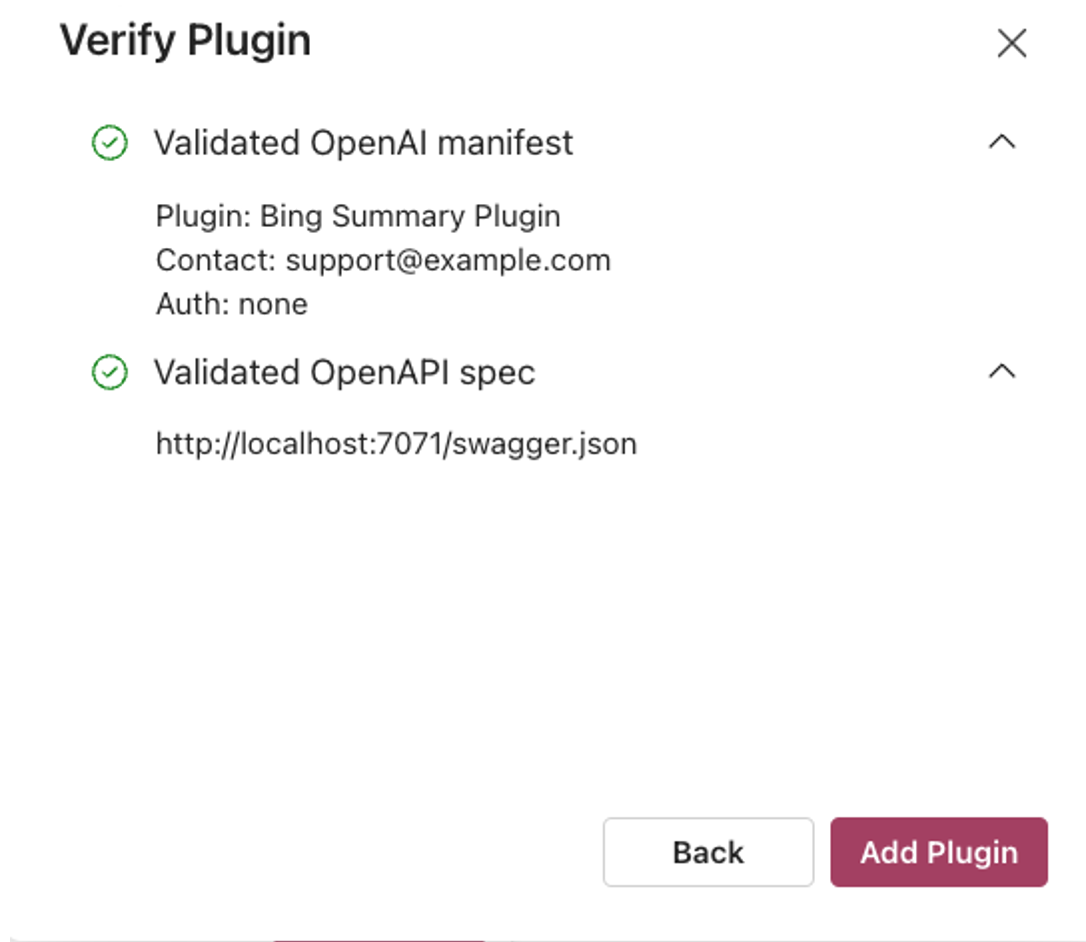 Verify Plugin
Validated OpenAI manifest
Plugin: Bing Summary Plugin
Contact: support@example.com
Auth: none
Validated OpenAPI spec
http://localhost:7071/swagger.json
Back
Add Plugin